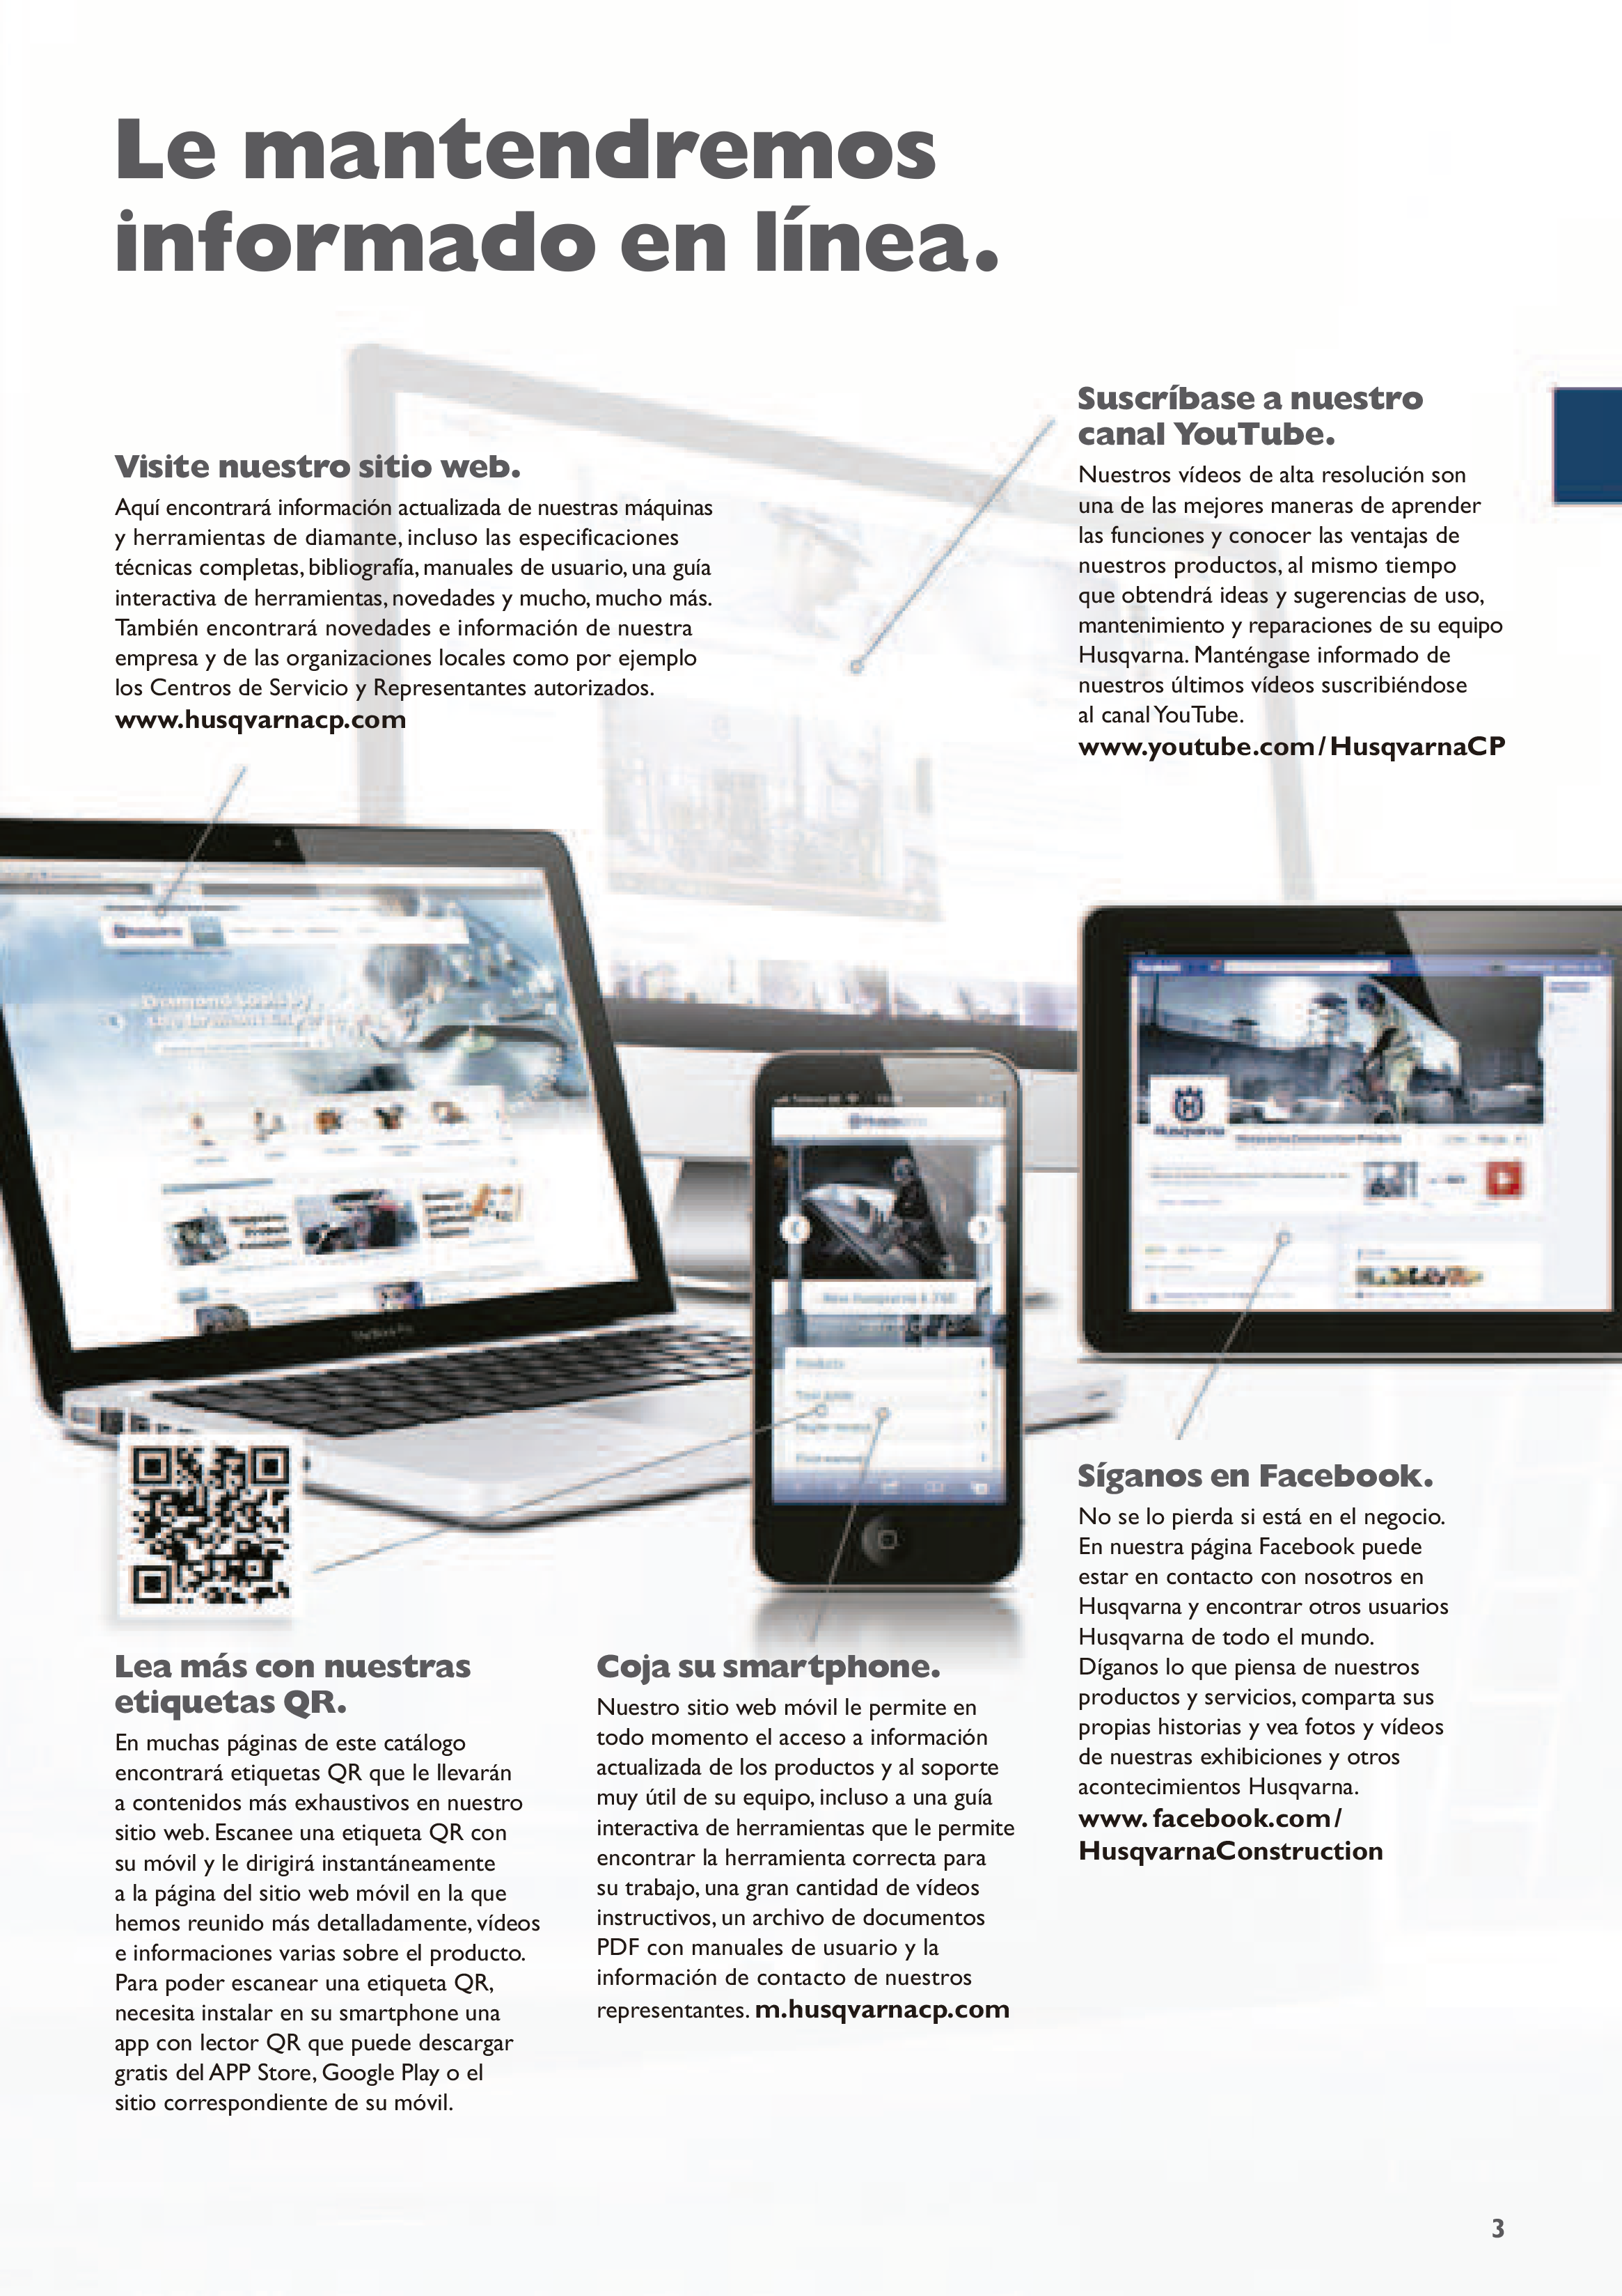 Le mantendremos
informado en línea.
Visite nuestro sitio web.
Aquí encontrará información actualizada de nuestras máquinas
y herramientas de diamante, incluso las especificaciones
técnicas completas, bibliografía, manuales de usuario, una guía
interactiva de herramientas, novedades y mucho, mucho más.
También encontrará novedades e información de nuestra
empresa y de las organizaciones locales como por ejemplo
los Centros de Servicio y Representantes autorizados.
www.husqvarnacp.com
Suscríbase a nuestro
canal YouTube.
Nuestros vídeos de alta resolución son
una de las mejores maneras de aprender
las funciones y conocer las ventajas de
nuestros productos, al mismo tiempo
que obtendrá ideas y sugerencias de uso,
mantenimiento y reparaciones de su equipo
Husqvarna. Manténgase informado de
nuestros últimos vídeos suscribiéndose
al canal YouTube.
www.youtube.com/HusqvarnaCP
Husqvarna
Products
Lea más con nuestras
etiquetas QR.
En muchas páginas de este catálogo
encontrará etiquetas QR que le llevarán
a contenidos más exhaustivos en nuestro
sitio web. Escanee una etiqueta QR con
su móvil y le dirigirá instantáneamente
a la página del sitio web móvil en la que
hemos reunido más detalladamente, vídeos
e informaciones varias sobre el producto.
Para poder escanear una etiqueta QR,
necesita instalar en su smartphone una
app con lector QR que puede descargar
gratis del APP Store, Google Play o el
sitio correspondiente de su móvil.
Coja su smartphone.
Nuestro sitio web móvil le permite en
todo momento el acceso a información
actualizada de los productos y al soporte
muy útil de su equipo, incluso a una guía
interactiva de herramientas que le permite
encontrar la herramienta correcta para
su trabajo, una gran cantidad de vídeos
instructivos, un archivo de documentos
PDF con manuales de usuario y la
información de contacto de nuestros
representantes. m.husqvarnacp.com
Síganos en Facebook.
No se lo pierda si está en el negocio.
En nuestra página Facebook puede
estar en contacto con nosotros en
Husqvarna y encontrar otros usuarios
Husqvarna de todo el mundo.
Díganos lo que piensa de nuestros
productos y servicios, comparta sus
propias historias y vea fotos y vídeos
de nuestras exhibiciones y otros
acontecimientos Husqvarna.
www. facebook.com/
HusqvarnaConstruction
3